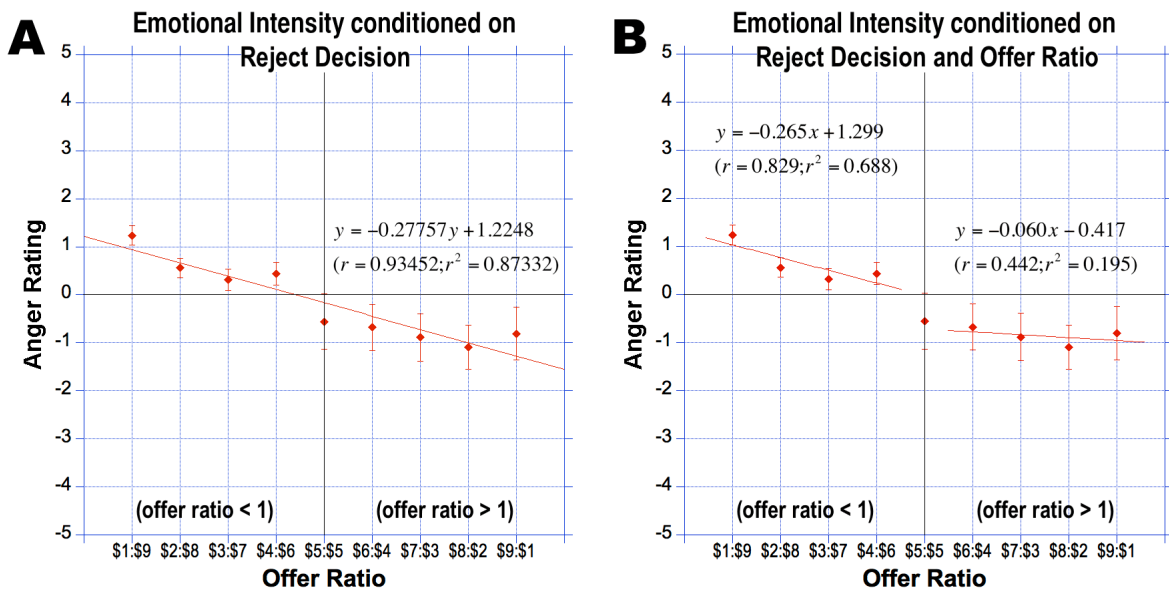 A
Emotional Intensity conditioned on
Reject Decision
5
4
3
2
1
0
-1
-2
-3
-4
-5
Anger Rating
y = −0.27757y + 1.2248
(r = 0.93452; r² = 0.87332)
(offer ratio < 1)
(offer ratio > 1)
$1:$9 $2:$8 $3:$7 $4:$6 $5:$5 $6:$4 $7:$3 $8:$2 $9:$1
Offer Ratio
B
Emotional Intensity conditioned on
Reject Decision and Offer Ratio
5
4
3
2
1
0
-1
-2
-3
-4
-5
Anger Rating
y = −0.265x + 1.299
(r = 0.829; r² = 0.688)
y = −0.060x − 0.417
(r = 0.442; r² = 0.195)
(offer ratio < 1)
(offer ratio > 1)
$1:$9 $2:$8 $3:$7 $4:$6 $5:$5 $6:$4 $7:$3 $8:$2 $9:$1
Offer Ratio